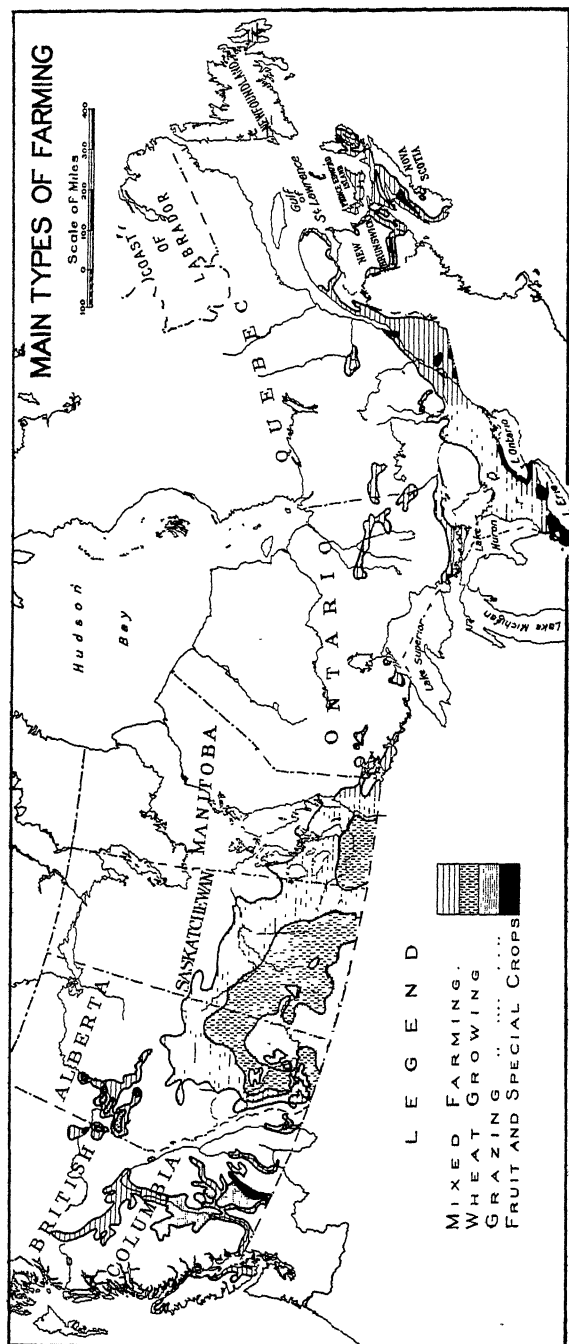 MAIN TYPES OF FARMING
Scale of Miles
100 0 100 200 300 400
COAST
OF
LABRADOR
NEWFOUNDLAND
Hudson
Bay
QUEBEC
Gulf
of
St. Lawrence
PRINCE EDWARD
ISLAND
NEW
BRUNSWICK
NOVA
SCOTIA
BRITISH
COLUMBIA
ALBERTA
SASKATCHEWAN
MANITOBA
ONTARIO
Lake Superior
Lake
Huron
Lake Michigan
L. Ontario
Erie
LEGEND
MIXED FARMING.
WHEAT GROWING
GRAZING .. ..... .. ..
FRUIT AND SPECIAL CROPS